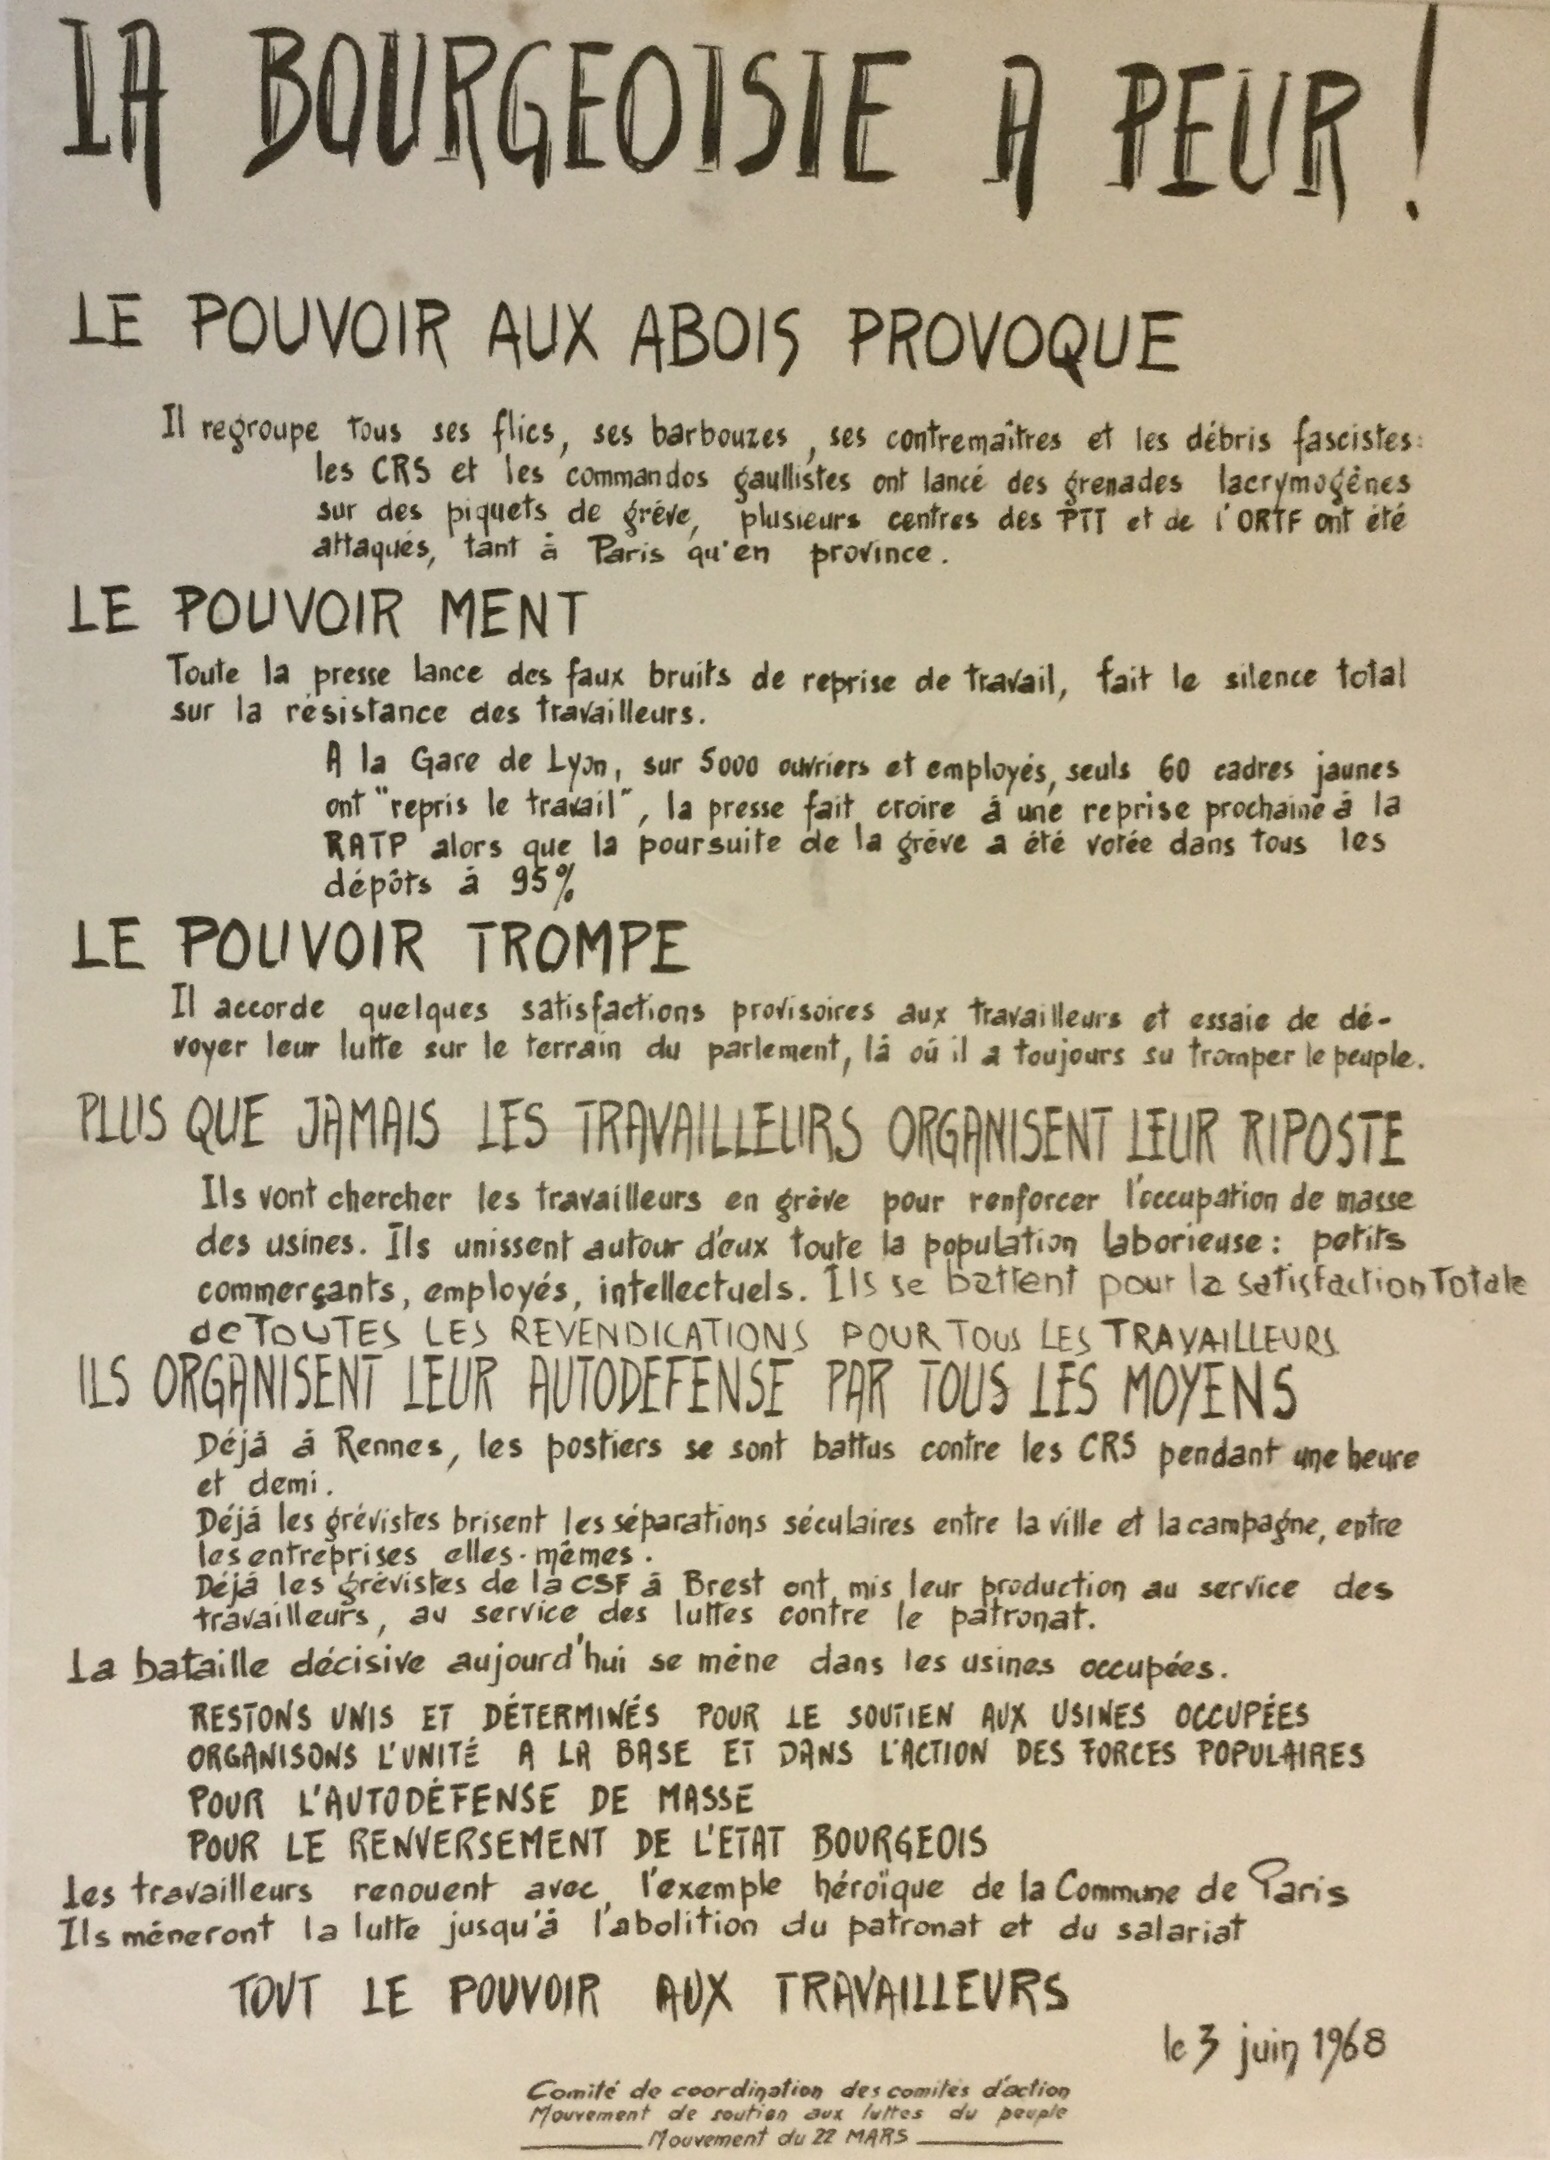 LA BOURGEOISIE A PEUR !
LE POUVOIR AUX ABOIS PROVOQUE
Il regroupe tous ses flics, ses barbouzes, ses contremaîtres et les débris fascistes:
les CRS et les commandos gaullistes ont lancé des grenades lacrymogênes
sur des piquets de gréve, plusieurs centres des PTT et de l'ORTF ont été
attaqués, tant à Paris qu'en province.
LE POUVOIR MENT
Toute la presse lance des faux bruits de reprise de travail, fait le silence total
sur la résistance des travailleurs.
A la Gare de Lyon, sur 5000 ouvriers et employés, seuls 60 cadres jaunes
ont "repris le travail", la presse fait croire á une reprise prochaine á la
RATP alors que la poursuite de la gréve a été votée dans tous les
dépôts á 95%
LE POUVOIR TROMPE
Il accorde quelques satisfactions provisoires aux travailleurs et essaie de dé-
voyer leur lutte sur le terrain du parlement, lá oú il a toujours su tromper le peuple.
PLUS QUE JAMAIS LES TRAVAILLEURS ORGANISENT LEUR RIPOSTE
Ils vont chercher les travailleurs en grève pour renforcer l'occupation de masse
des usines. Ils unissent autour d'eux toute la population laborieuse: petits
commerçants, employés, intellectuels. Ils se battent pour la satisfaction Totale
de TOUTES LES REVENDICATIONS POUR TOUS LES TRAVAILLEURS
ILS ORGANISENT LEUR AUTODEFENSE PAR TOUS LES MOYENS
Déjá á Rennes, les postiers se sont battus contre les CRS pendant une heure
et demi.
Déjá les grévistes brisent les séparations séculaires entre la ville et la campagne, entre
les entreprises elles-mêmes.
Déjá les grévistes de la CSF á Brest ont mis leur production au service des
travailleurs, au service des luttes contre le patronat.
La bataille décisive aujourd'hui se méne dans les usines occupées.
RESTONS UNIS ET DÉTERMINÉS POUR LE SOUTIEN AUX USINES OCCUPÉES
ORGANISONS L'UNITÉ A LA BASE ET DANS L'ACTION DES FORCES POPULAIRES
POUR L'AUTODÉFENSE DE MASSE
POUR LE RENVERSEMENT DE L'ETAT BOURGEOIS
Les travailleurs renouent avec l'exemple héroïque de la Commune de Paris
Ils méneront la lutte jusqu'á l'abolition du patronat et du salariat
TOUT LE POUVOIR AUX TRAVAILLEURS
le 3 juin 1968
Comité de coordination des comités d'action
Mouvement de soutien aux luttes du peuple
Mouvement du 22 MARS